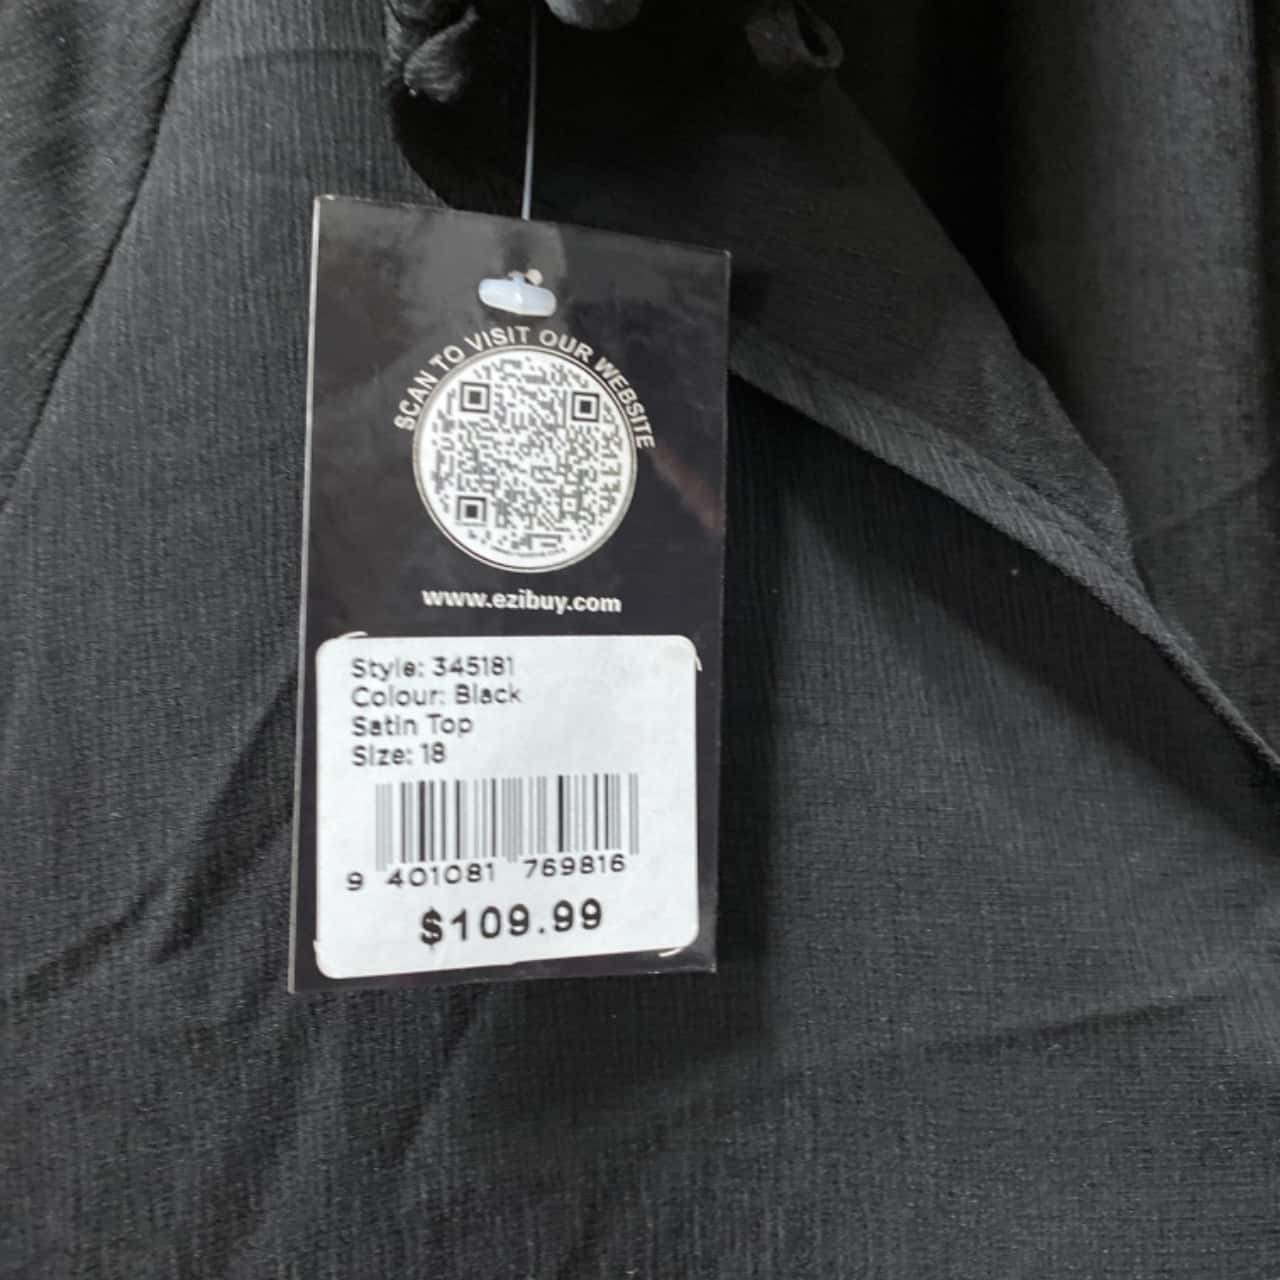 SCAN TO VISIT OUR WEBSITE
www.ezibuy.com
Style: 345181
Colour: Black
Satin Top
Size: 18
9 401081 769816
$109.99